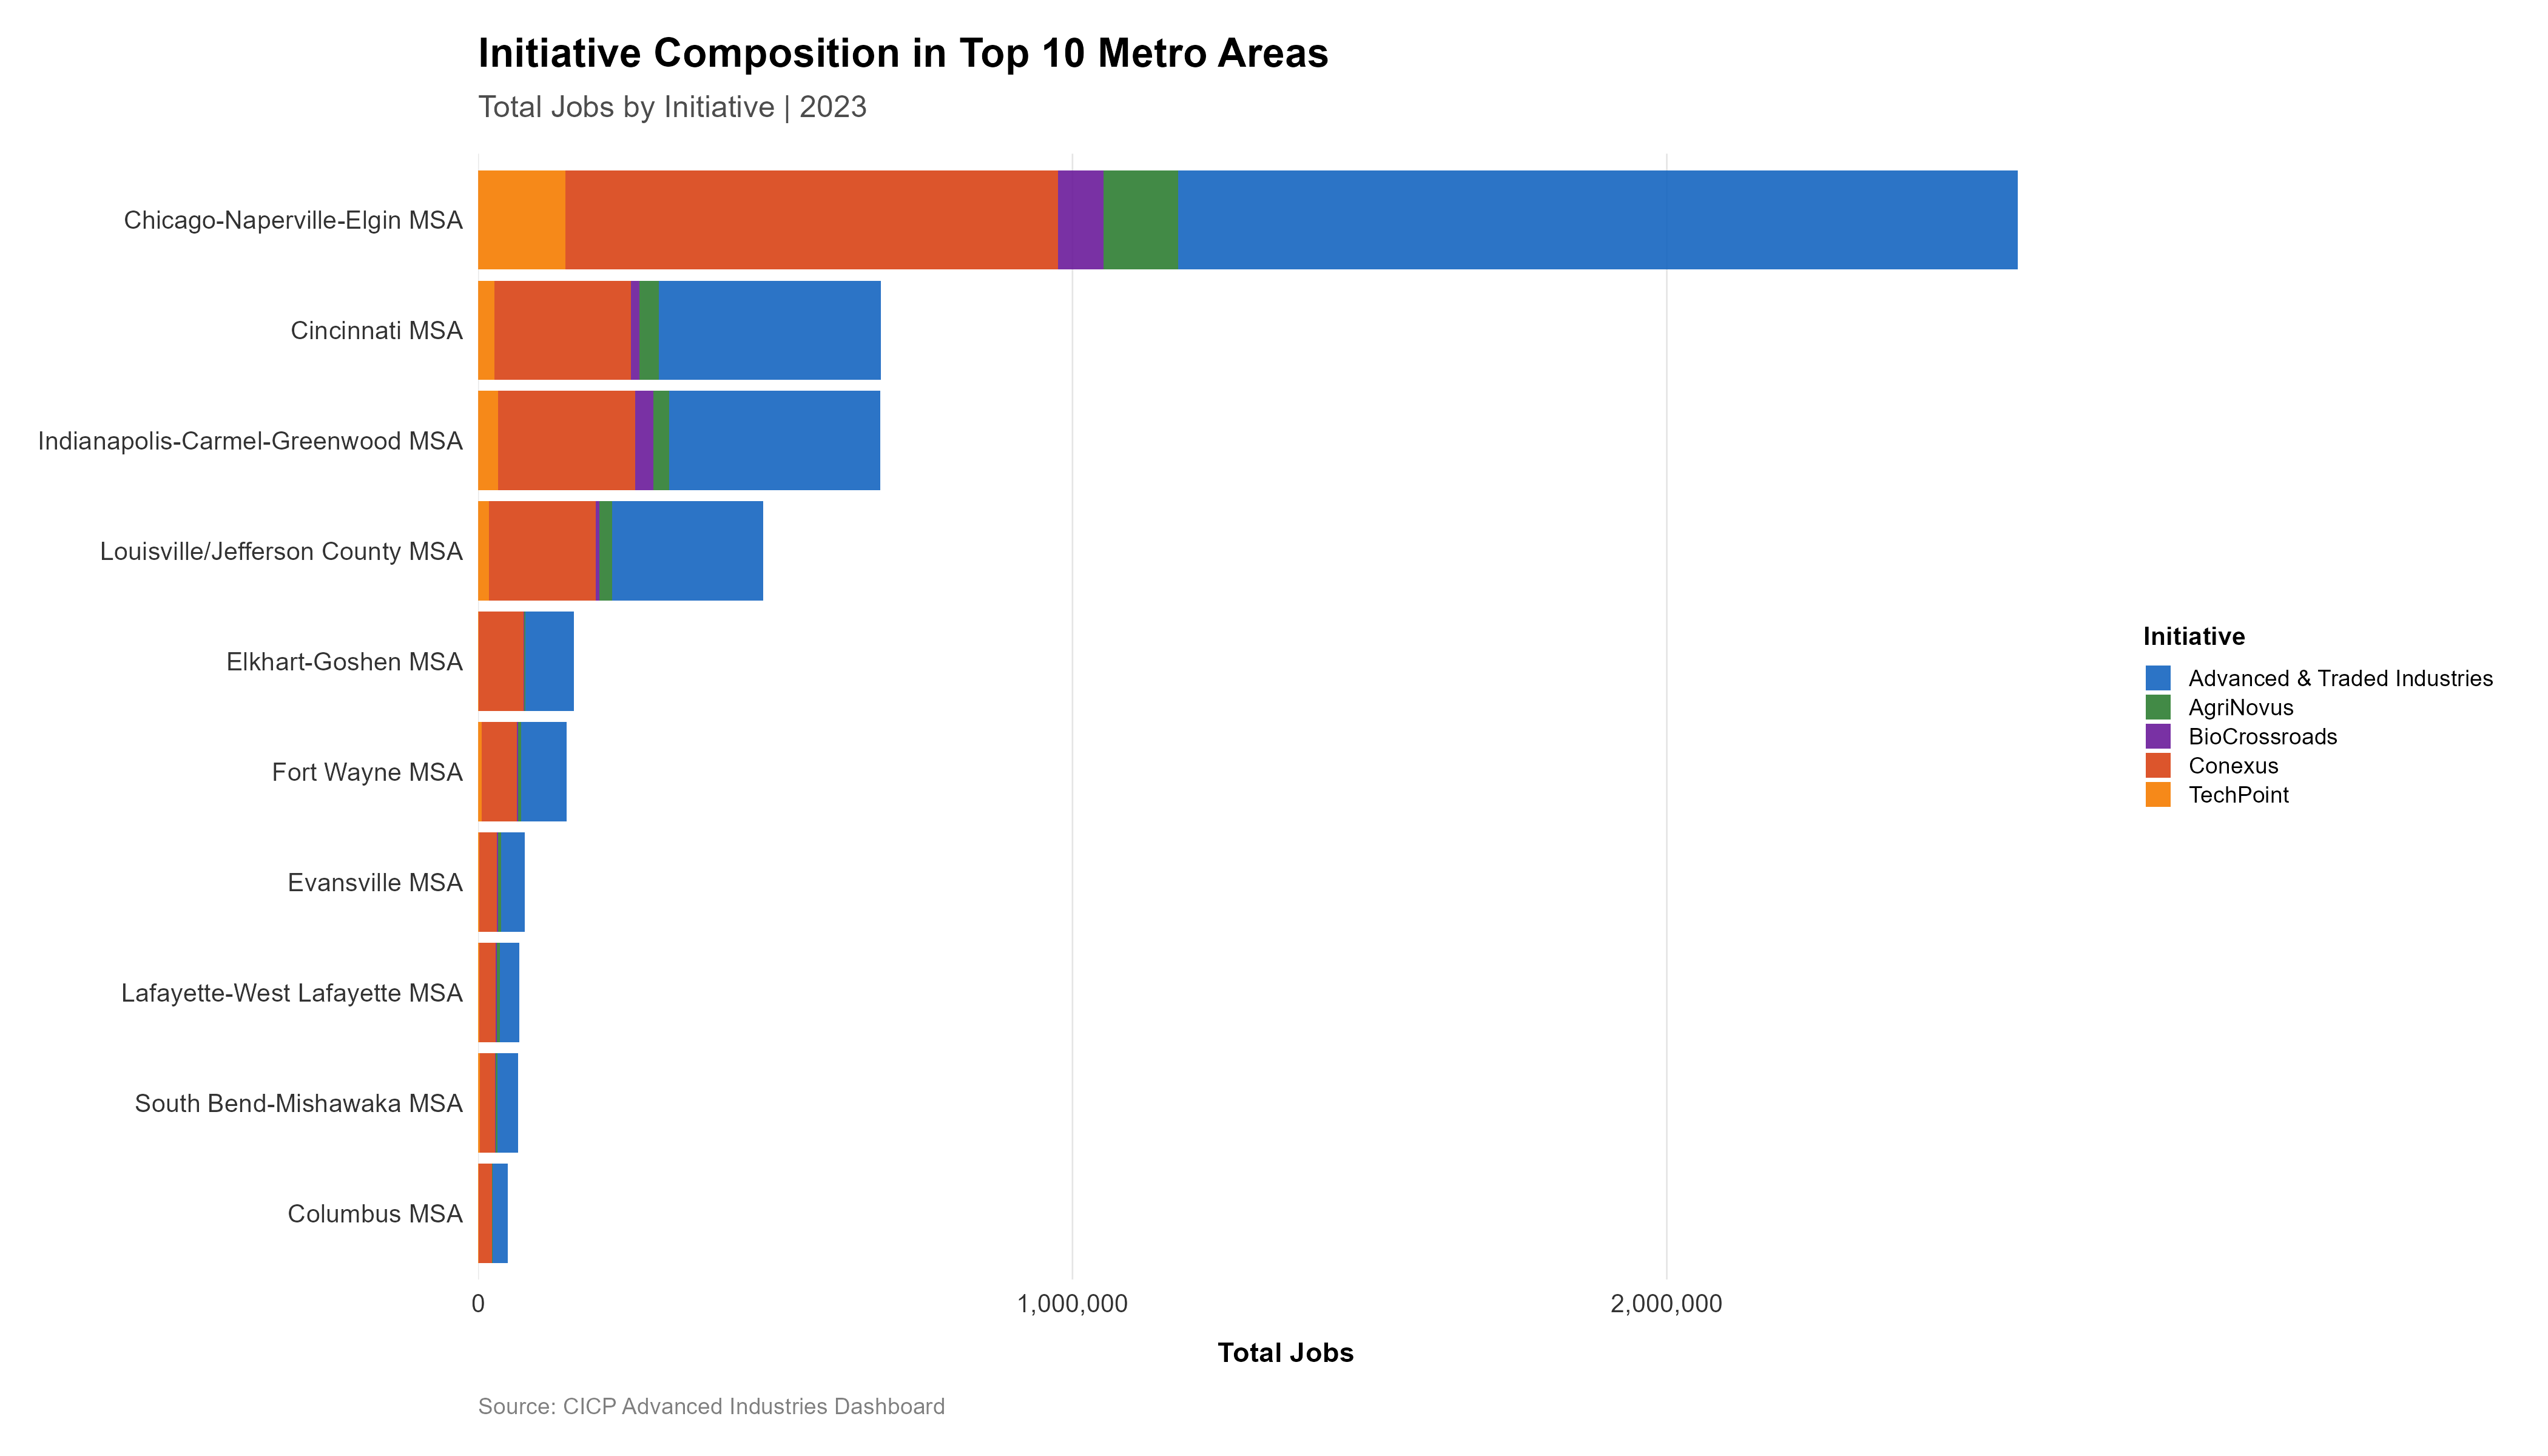 Initiative Composition in Top 10 Metro Areas
Total Jobs by Initiative | 2023
Chicago-Naperville-Elgin MSA
Cincinnati MSA
Indianapolis-Carmel-Greenwood MSA
Louisville/Jefferson County MSA
Elkhart-Goshen MSA
Fort Wayne MSA
Evansville MSA
Lafayette-West Lafayette MSA
South Bend-Mishawaka MSA
Columbus MSA
0
1,000,000
2,000,000
Total Jobs
Initiative
Advanced & Traded Industries
AgriNovus
BioCrossroads
Conexus
TechPoint
Source: CICP Advanced Industries Dashboard